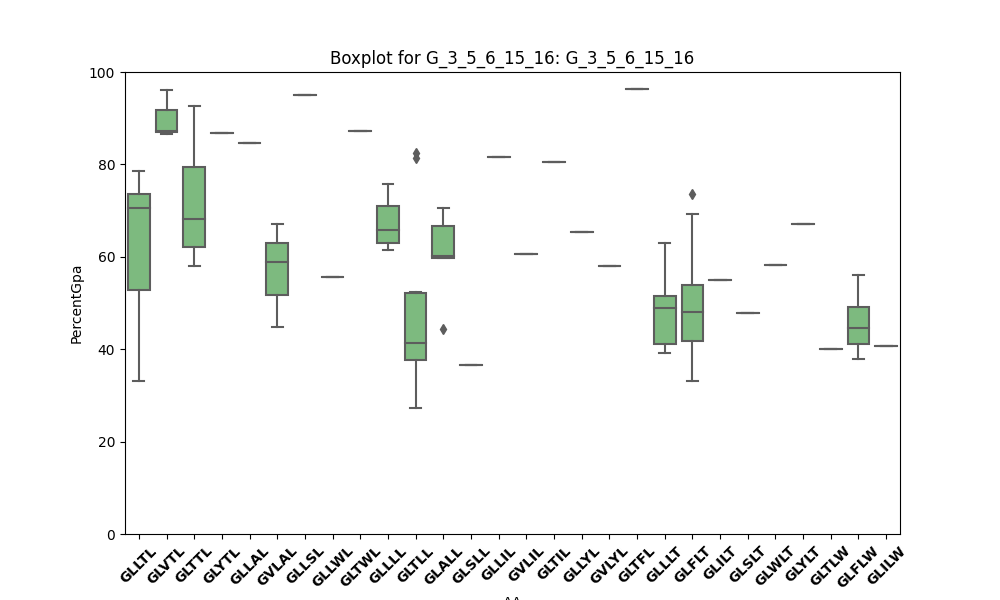 Boxplot for G_3_5_6_15_16: G_3_5_6_15_16
100
80
60
40
20
0
PercentGpa
GLLTL GLVTL GLTTL GLYTL GLLAL GVLAL GLLSL GLLWL GLTWL GLLLL GLTLL GLALL GLSLL GLLIL GVLIL GLTIL GLLYL GVLYL GLTFL GLLLT GLFLT GLILT GLSLT GLWLT GLYLT GLTLW GLFLW GLILW
AA